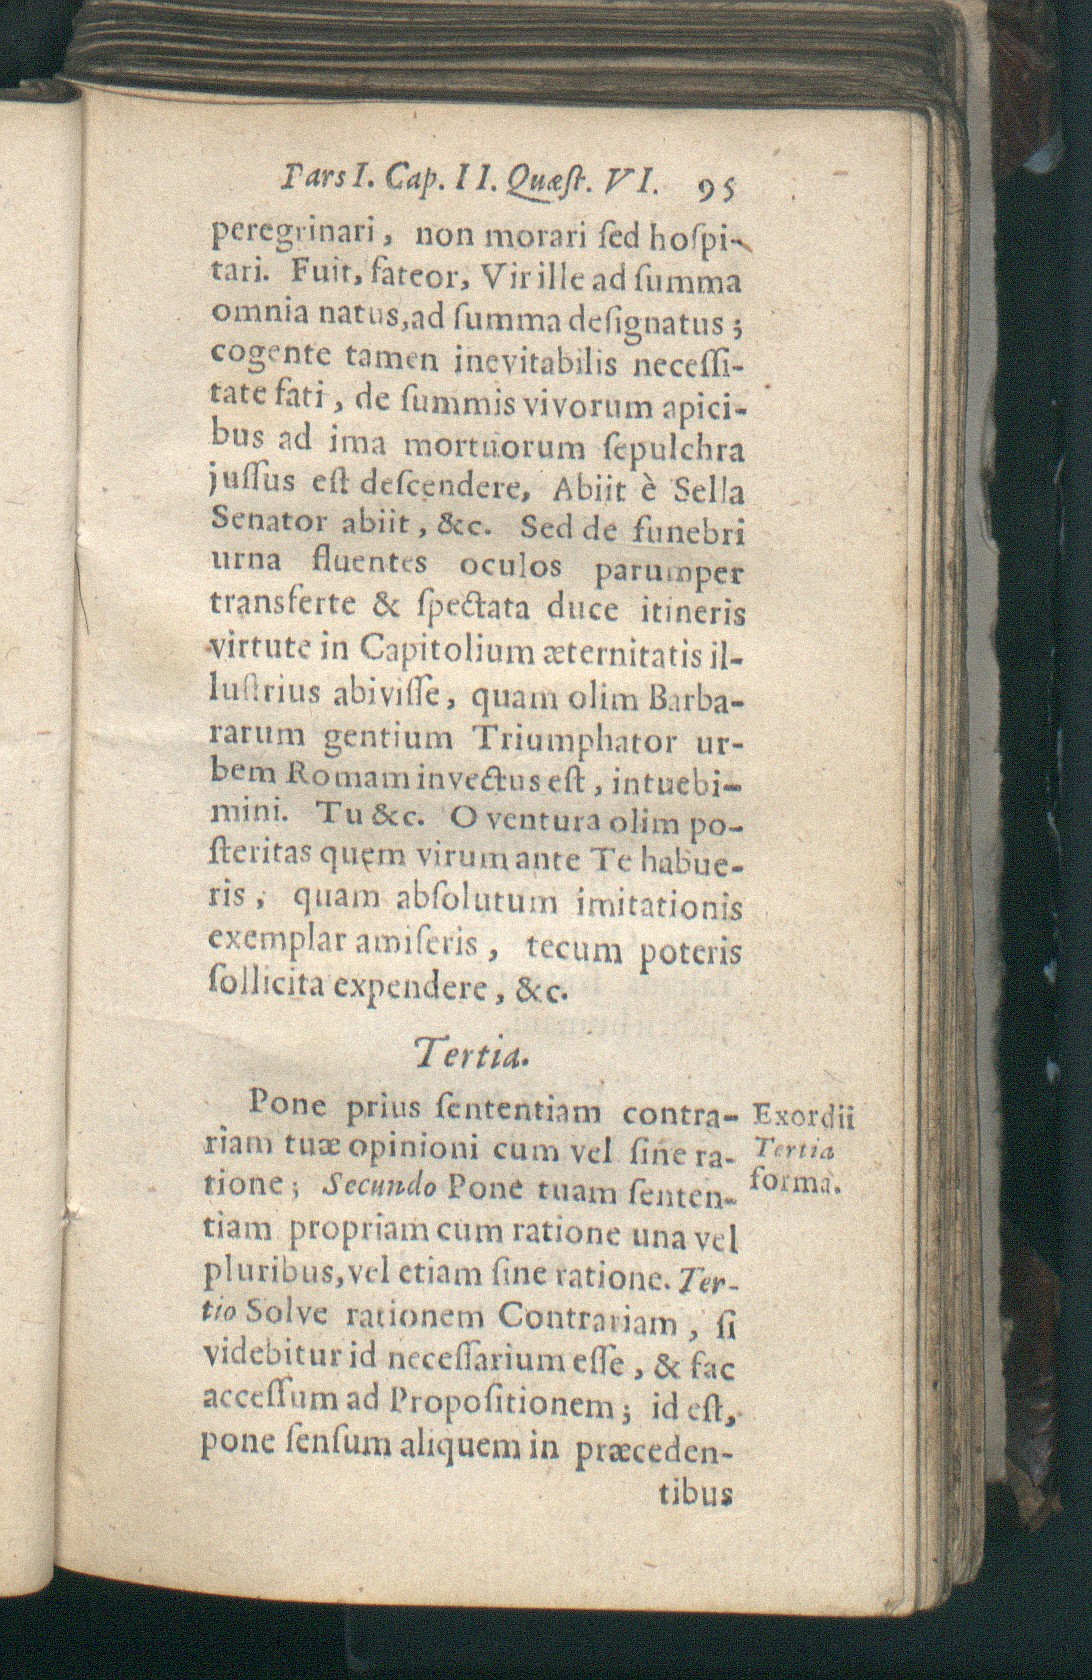 Pars I. Cap. II. Quæſt. VI. 95
peregrinari, non morari ſed hoſpi-
tari. Fuit, fateor, Vir ille ad ſumma
omnia natus, ad ſumma deſignatus;
cogente tamen inevitabilis neceſſi-
tate fati, de ſummis vivorum apici-
bus ad ima mortuorum ſepulchra
juſſus eſt deſcendere, Abiit è Sella
Senator abiit, &c. Sed de funebri
urna fluentes oculos parumper
transferte & ſpectata duce itineris
virtute in Capitolium æternitatis il-
luſtrius abiviſſe, quam olim Barba-
rarum gentium Triumphator ur-
bem Romam invectus eſt, intuebi-
mini. Tu &c. O ventura olim po-
ſteritas quem virum ante Te habue-
ris, quam abſolutum imitationis
exemplar amiſeris, tecum poteris
ſollicita expendere, &c.
Tertia.
Pone prius ſententiam contra-
riam tuæ opinioni cum vel ſine ra-
tione; Secundo Pone tuam ſenten-
tiam propriam cum ratione una vel
pluribus, vel etiam ſine ratione. Ter-
tio Solve rationem Contrariam, ſi
videbitur id neceſſarium eſſe, & fac
acceſſum ad Propoſitionem; id eſt,
pone ſenſum aliquem in præceden-
tibus
Exordii
Tertia
forma.